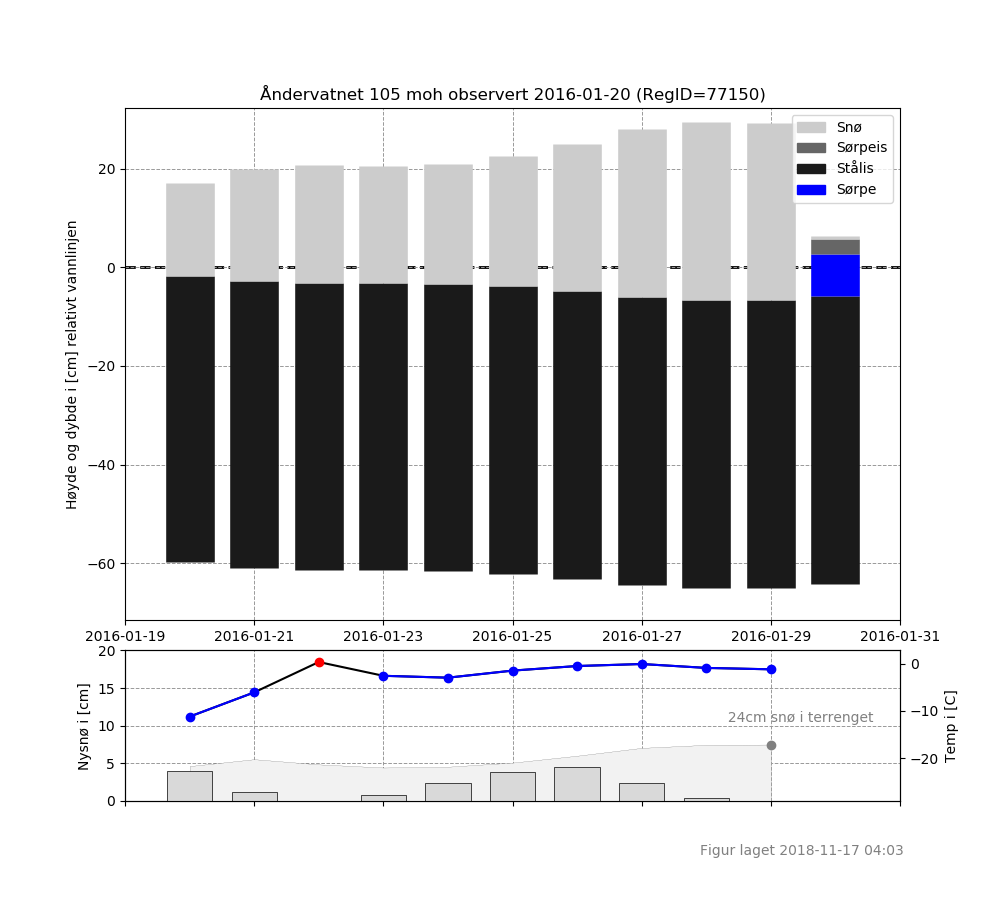 Åndervatnet 105 moh observert 2016-01-20 (RegID=77150)
Snø
Sørpeis
Stålis
Sørpe
Høyde og dybde i [cm] relativt vannlinjen
20
0
−20
−40
−60
2016-01-19 2016-01-21 2016-01-23 2016-01-25 2016-01-27 2016-01-29 2016-01-31
Nysnø i [cm]
20
15
10
5
0
24cm snø i terrenget
0
−10
−20
Temp i [C]
Figur laget 2018-11-17 04:03